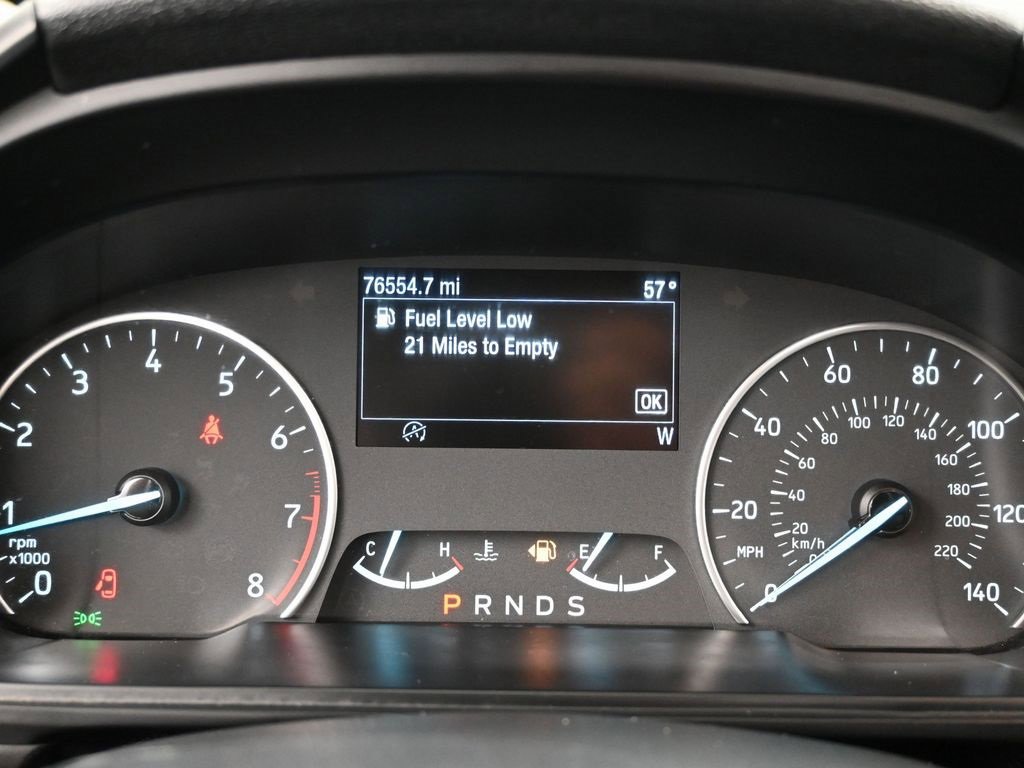 76554.7 mi 57°
Fuel Level Low
21 Miles to Empty
OK
W
0 1 2 3 4 5 6 7 8
rpm
x1000
C H E F
P R N D S
0 20 40 60 80 100 120 140
MPH
20 40 60 80 100 120 140 160 180 200 220
km/h